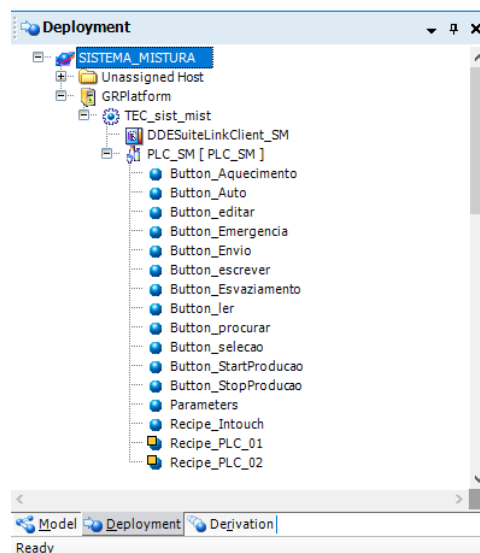 Deployment
SISTEMA_MISTURA
Unassigned Host
GRPlatform
TEC_sist_mist
DDESuiteLinkClient_SM
PLC_SM [ PLC_SM ]
Button_Aquecimento
Button_Auto
Button_editar
Button_Emergencia
Button_Envio
Button_escrever
Button_Esvaziamento
Button_ler
Button_procurar
Button_selecao
Button_StartProducao
Button_StopProducao
Parameters
Recipe_Intouch
Recipe_PLC_01
Recipe_PLC_02
Model Deployment Derivation
Ready